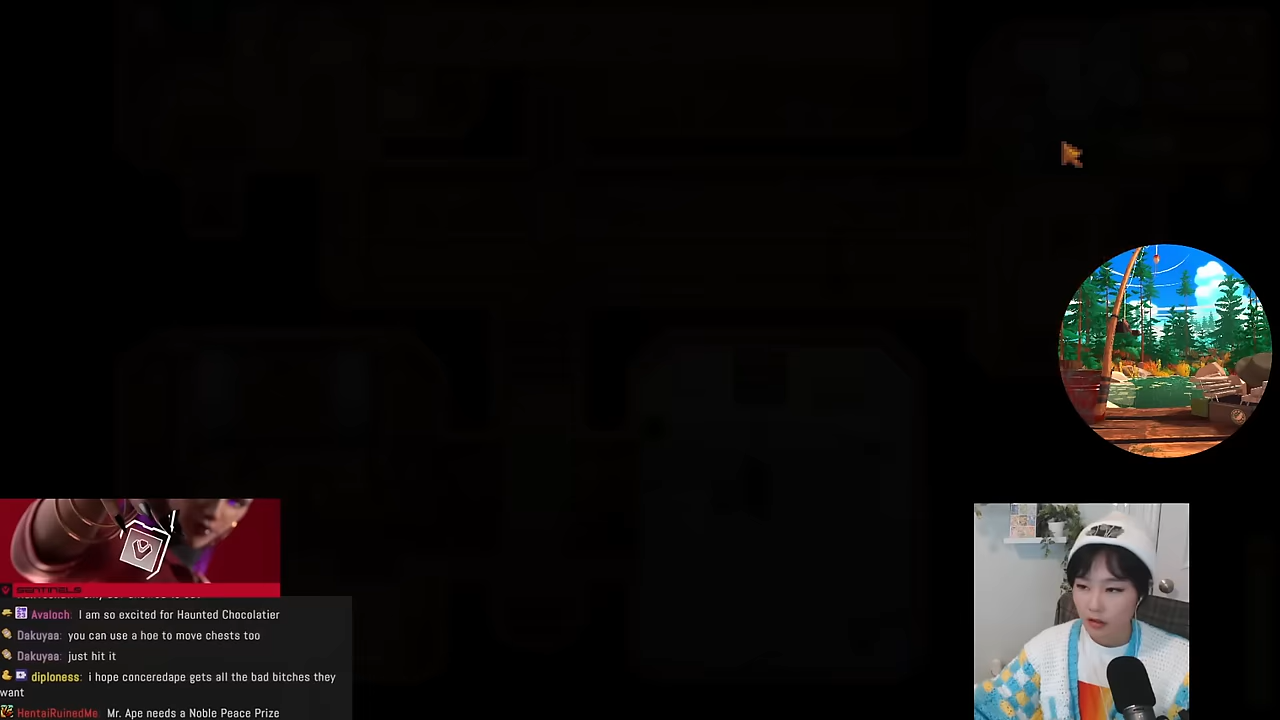 SENTINELS
Avaloch: I am so excited for Haunted Chocolatier
Dakuyaa: you can use a hoe to move chests too
Dakuyaa: just hit it
diploness: i hope conceredape gets all the bad bitches they
want
HentaiRuinedMe: Mr. Ape needs a Noble Peace Prize